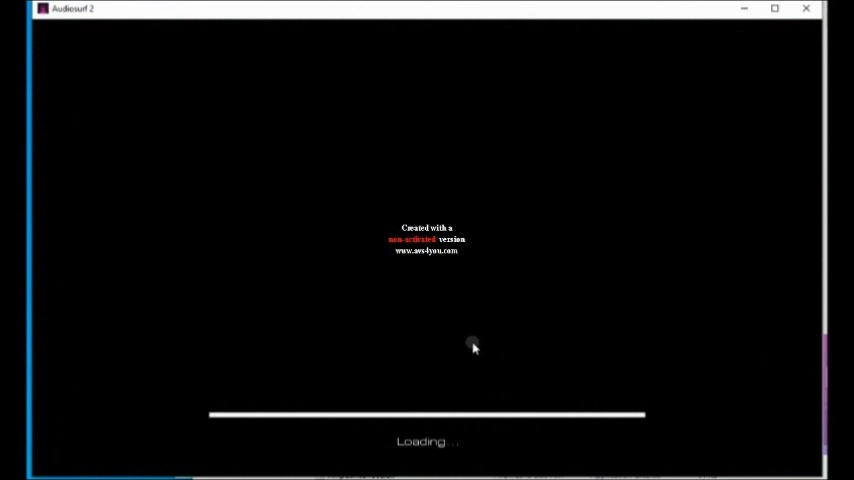 Audiosurf 2
Created with a
non-activated version
www.avs4you.com
Loading...